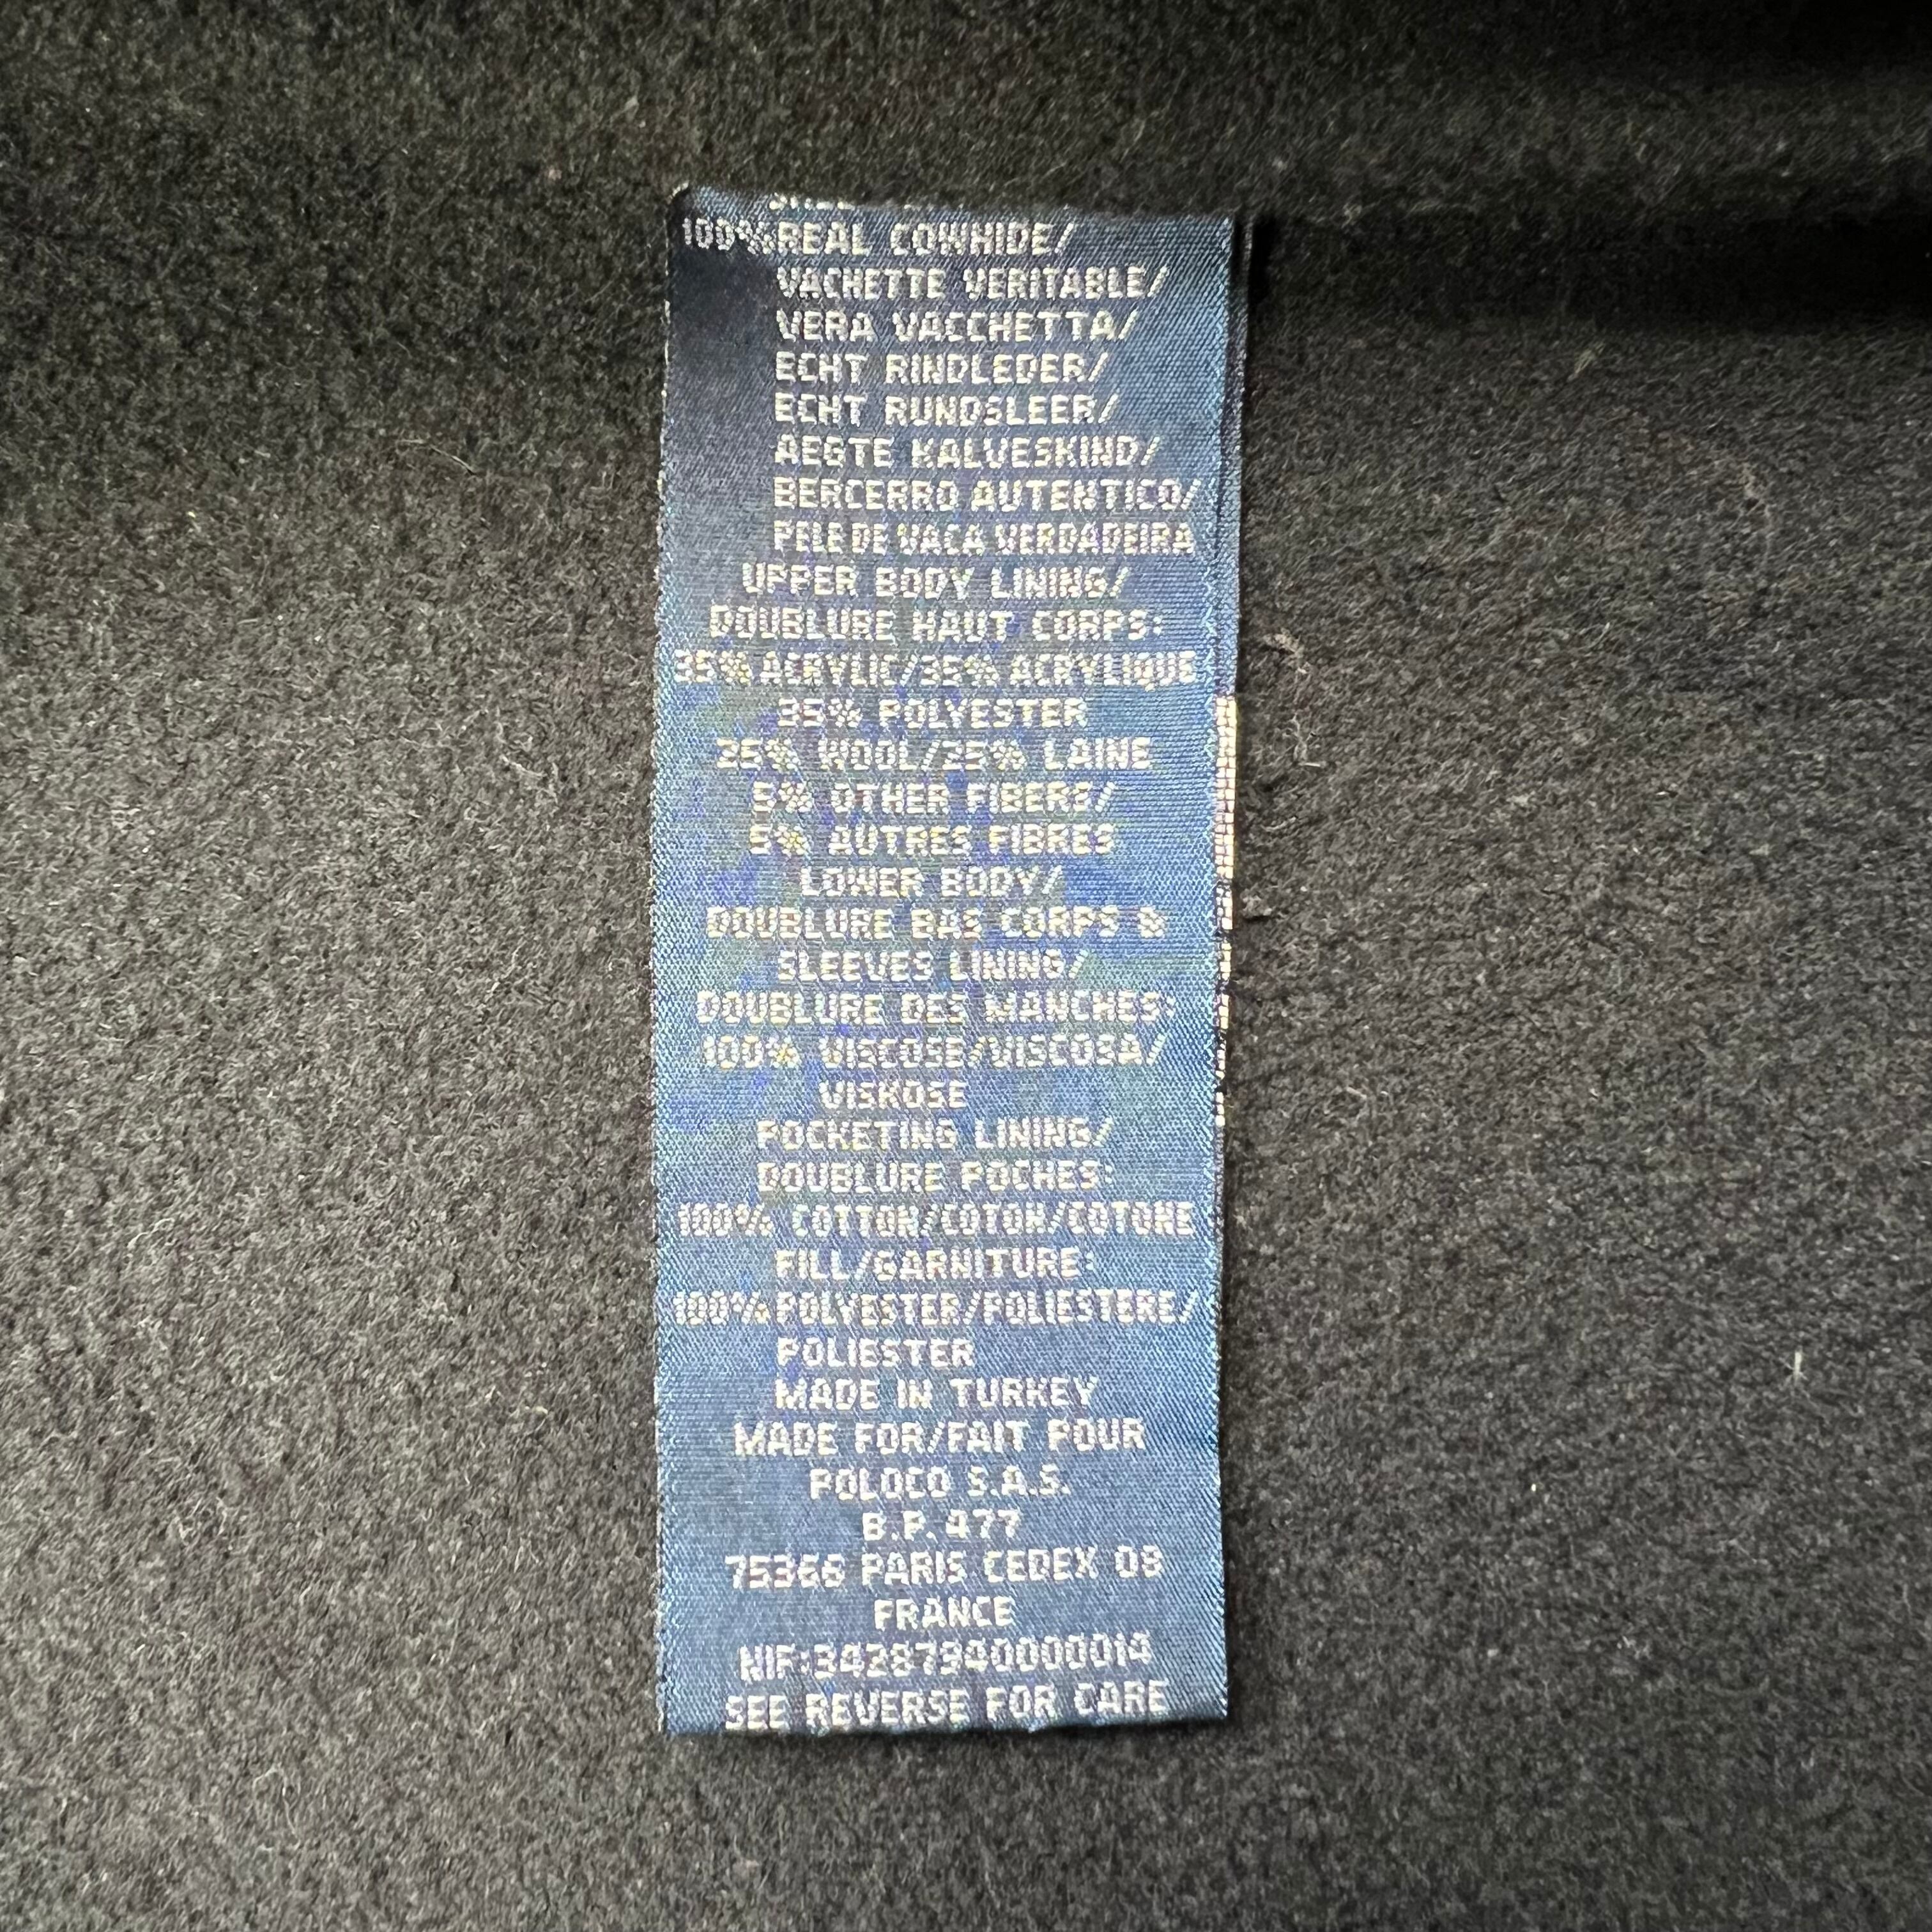 100% REAL COWHIDE/
VACHETTE VERITABLE/
VERA VACCHETTA/
ECHT RINDLEDER/
ECHT RUNDSLEER/
AEGTE KALVESKIND/
BERCERRO AUTENTICO/
PELE DE VACA VERDADEIRA
UPPER BODY LINING/
DOUBLURE HAUT CORPS:
35% ACRYLIC/35% ACRYLIQUE
35% POLYESTER
25% WOOL/25% LAINE
5% OTHER FIBERS/
5% AUTRES FIBRES
LOWER BODY/
DOUBLURE BAS CORPS &
SLEEVES LINING/
DOUBLURE DES MANCHES:
100% VISCOSE/VISCOSA/
VISKOSE
POCKETING LINING/
DOUBLURE POCHES:
100% COTTON/COTON/COTONE
FILL/GARNITURE:
100% POLYESTER/POLIESTERE/
POLIESTER
MADE IN TURKEY
MADE FOR/FAIT POUR
POLOCO S.A.S.
B.P. 477
75366 PARIS CEDEX 08
FRANCE
NIF:34287940000014
SEE REVERSE FOR CARE